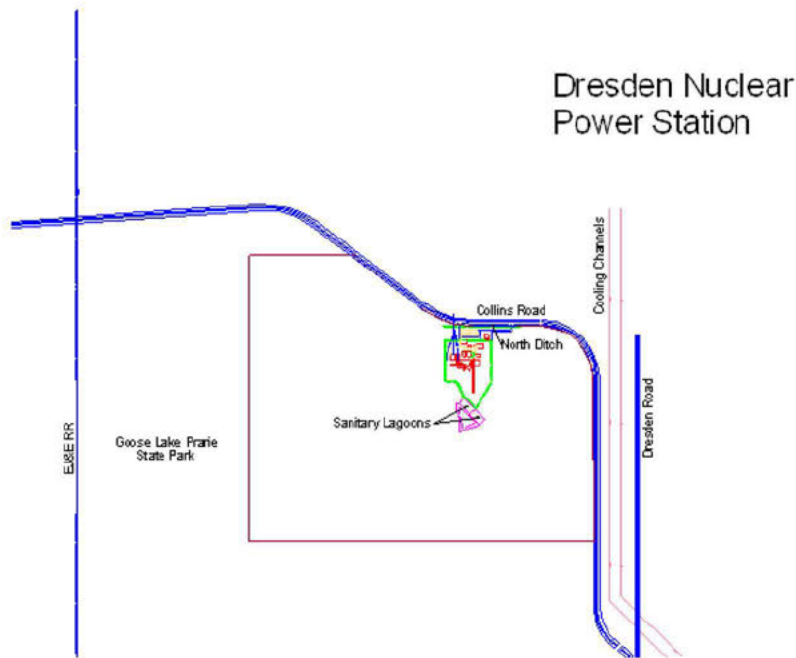 Dresden Nuclear
Power Station
Cooling Channels
Collins Road
North Ditch
Dresden Road
Sanitary Lagoons
Goose Lake Prarie
State Park
EJ&E RR